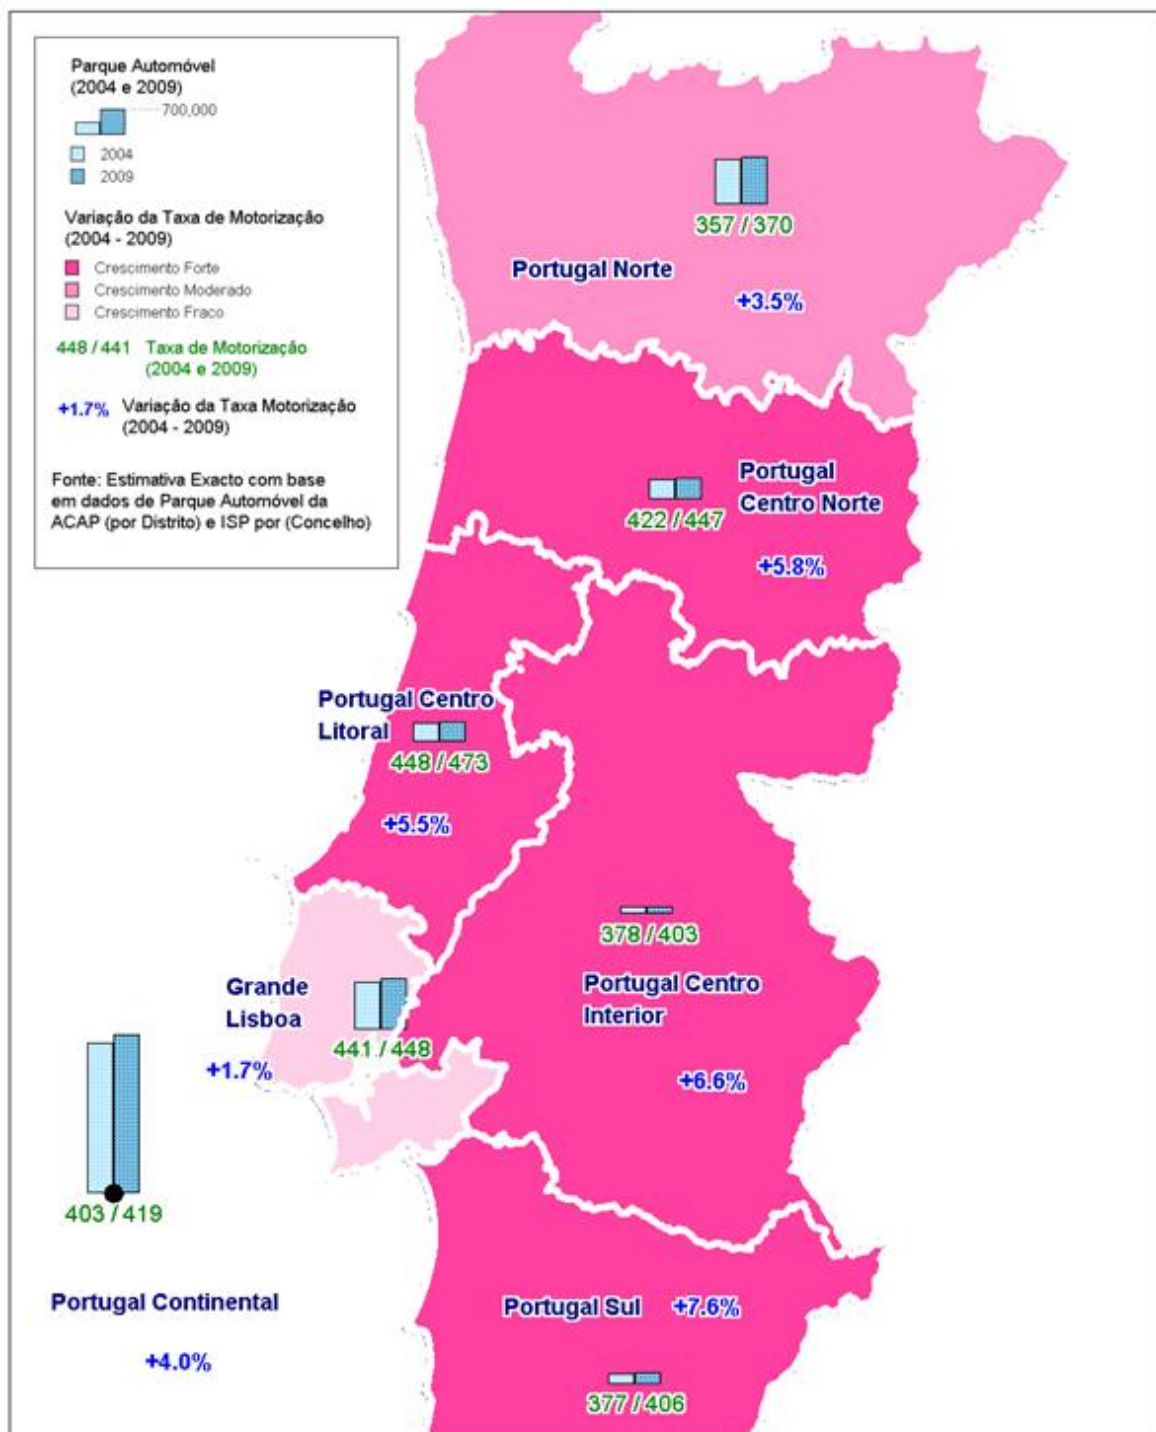 Parque Automóvel
(2004 e 2009)
700,000
2004
2009
Variação da Taxa de Motorização
(2004 - 2009)
Crescimento Forte
Crescimento Moderado
Crescimento Fraco
448 / 441 Taxa de Motorização
(2004 e 2009)
+1.7% Variação da Taxa Motorização
(2004 - 2009)
Fonte: Estimativa Exacto com base
em dados de Parque Automóvel da
ACAP (por Distrito) e ISP por (Concelho)
357 / 370
Portugal Norte
+3.5%
Portugal
Centro Norte
422 / 447
+5.8%
Portugal Centro
Litoral
448 / 473
+5.5%
378 / 403
Portugal Centro
Interior
+6.6%
Grande
Lisboa
441 / 448
+1.7%
403 / 419
Portugal Continental
+4.0%
Portugal Sul +7.6%
377 / 406